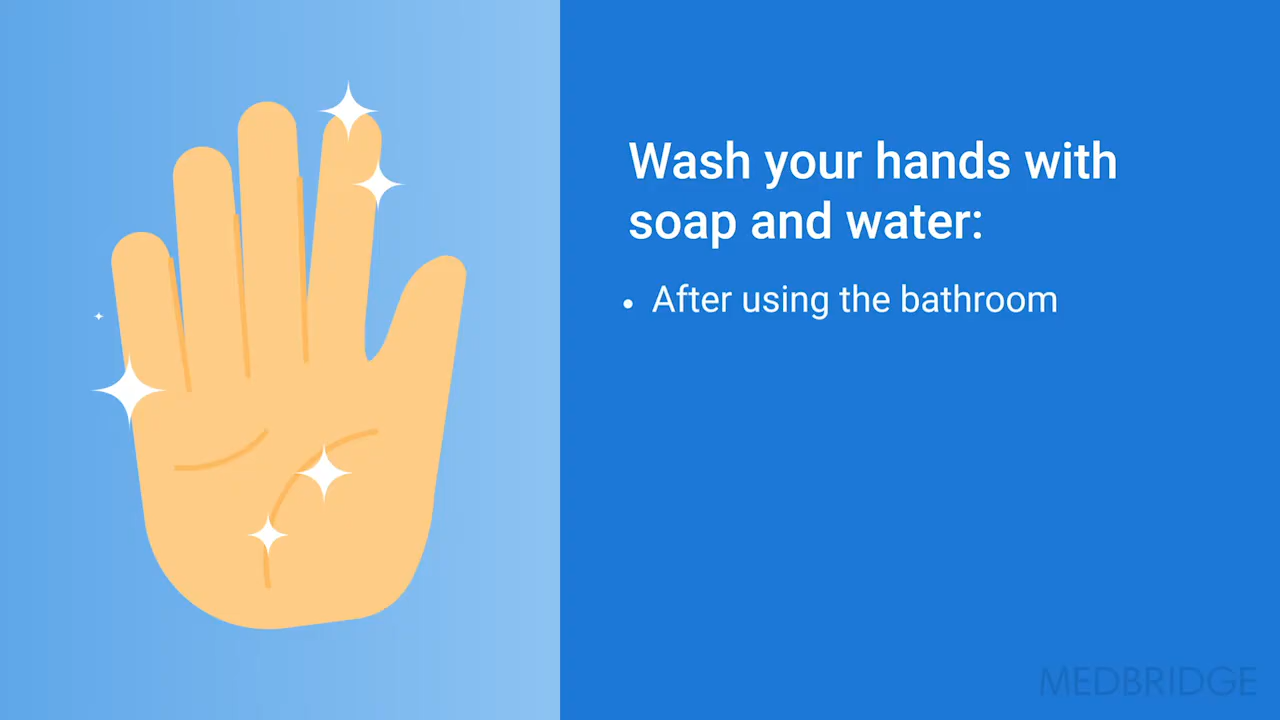 Wash your hands with
soap and water:
• After using the bathroom
MEDBRIDGE